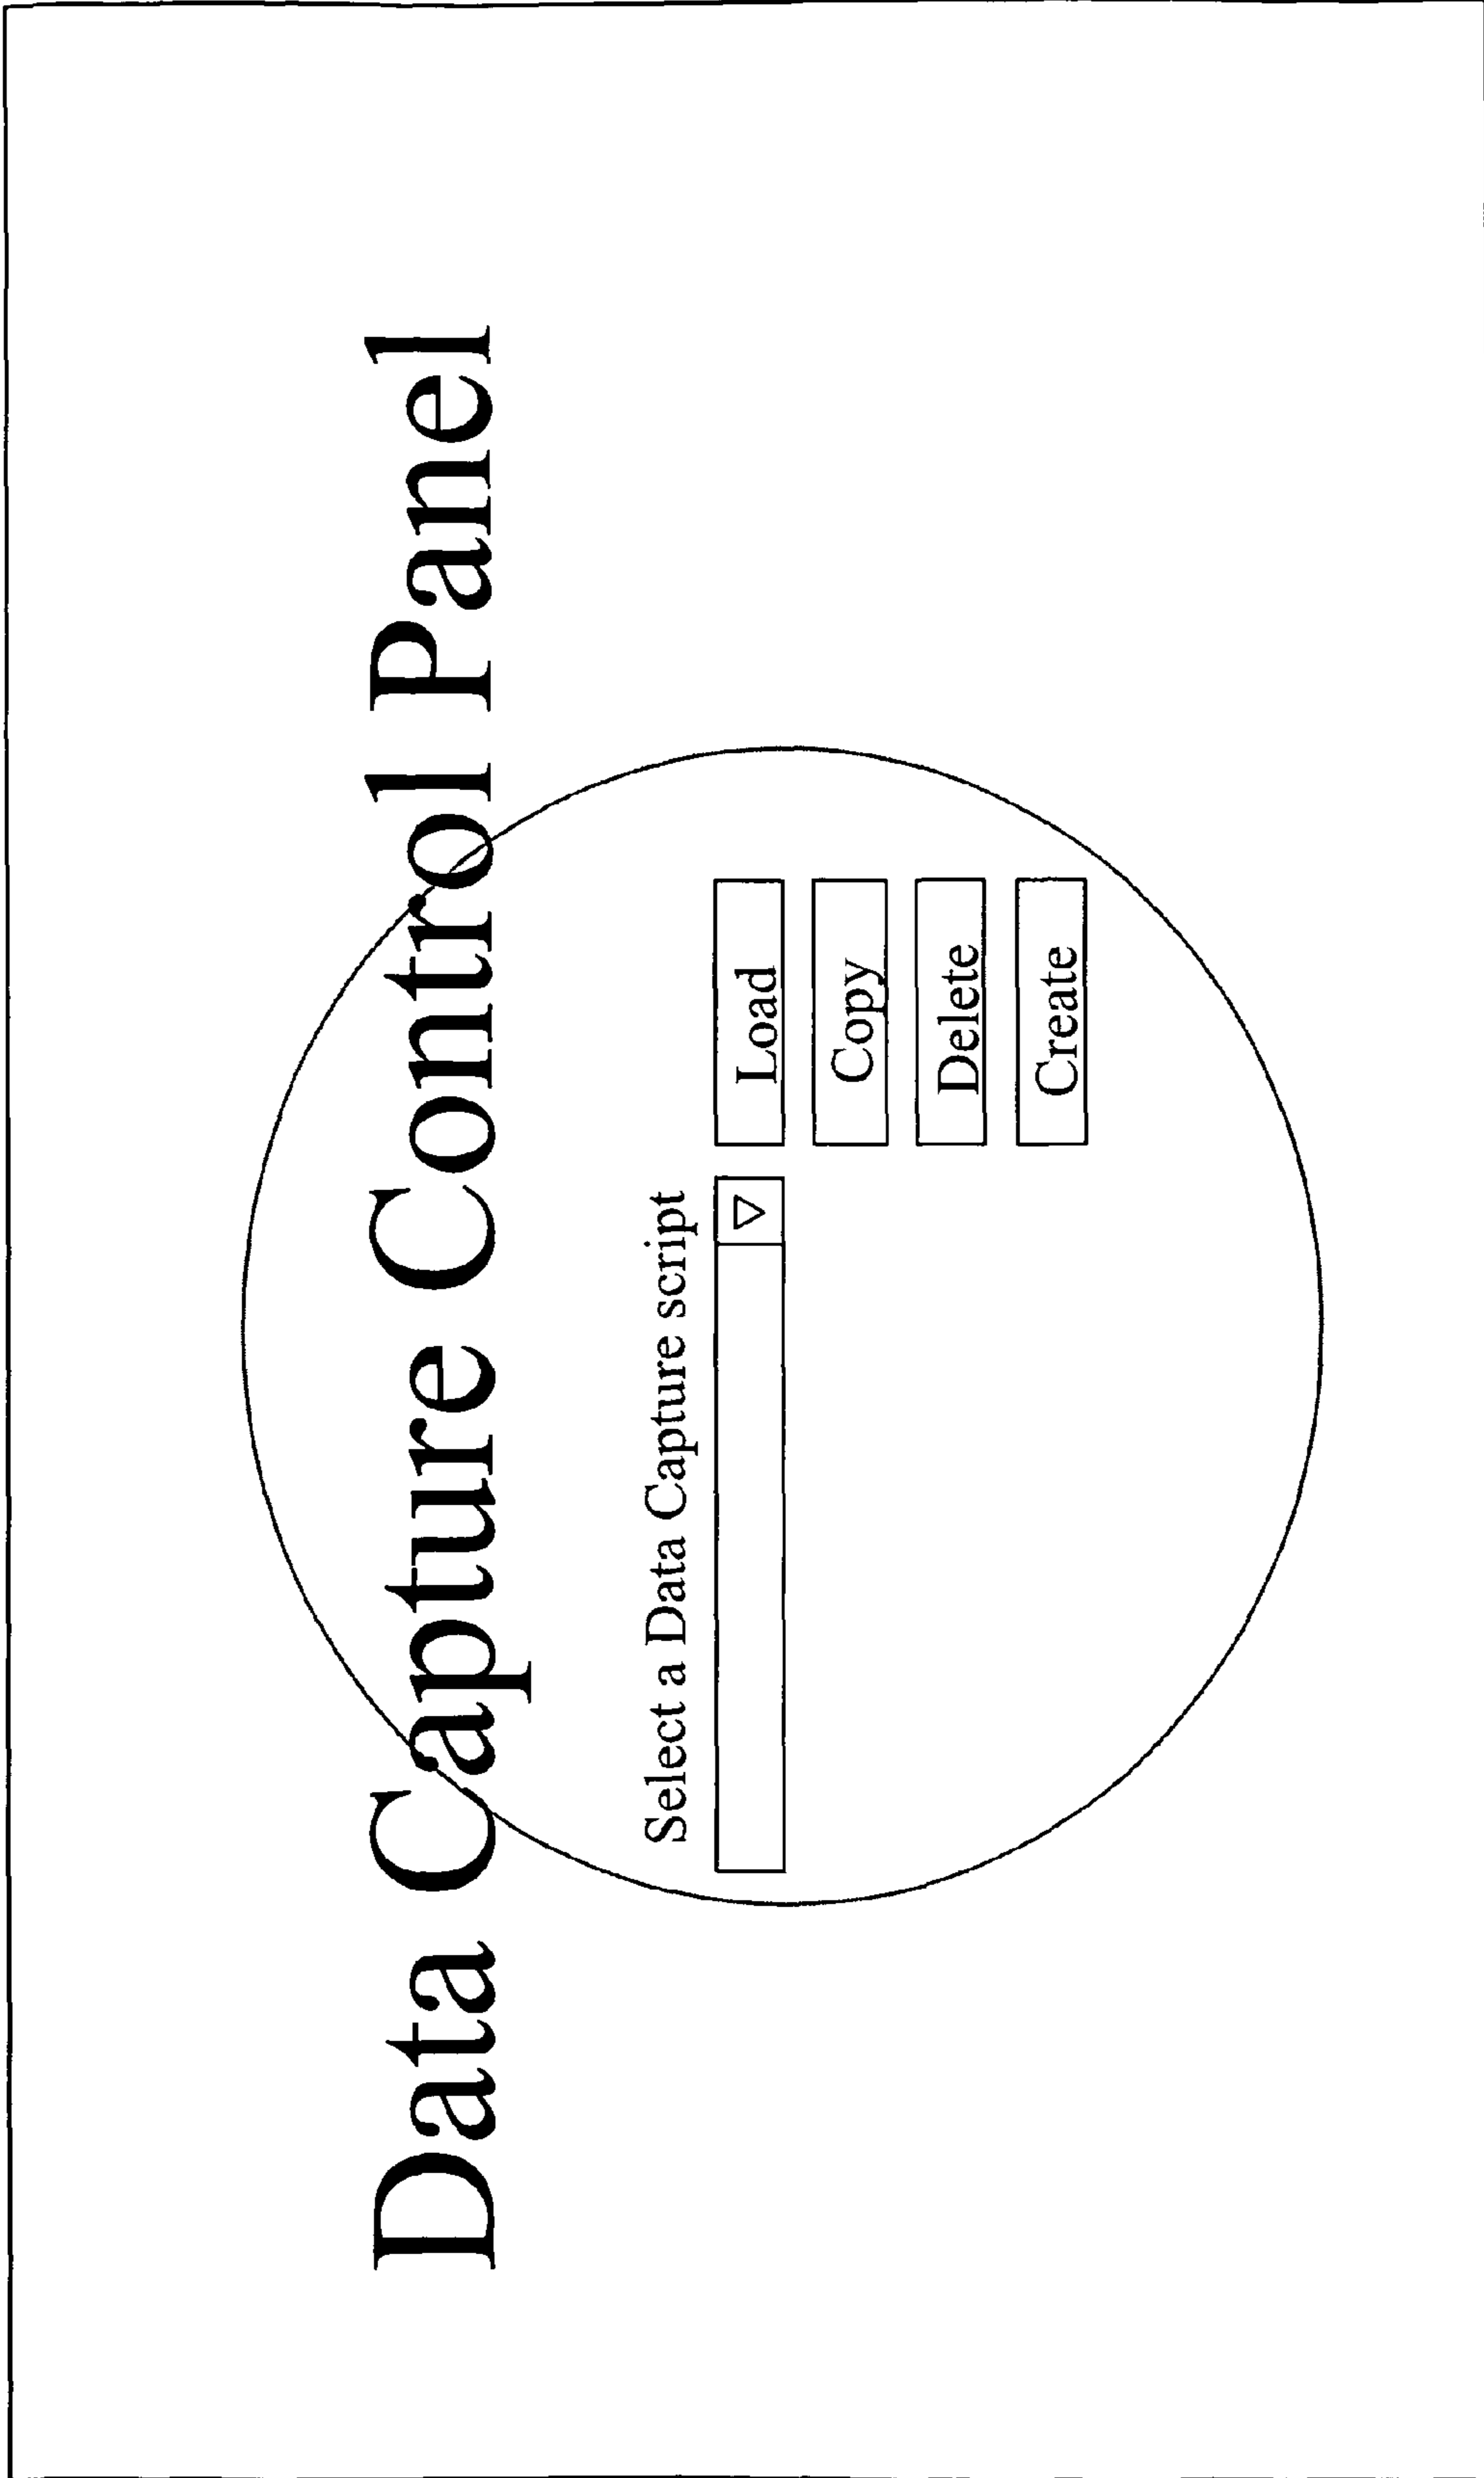 Data Capture Control Panel
Select a Data Capture script
Load
Copy
Delete
Create